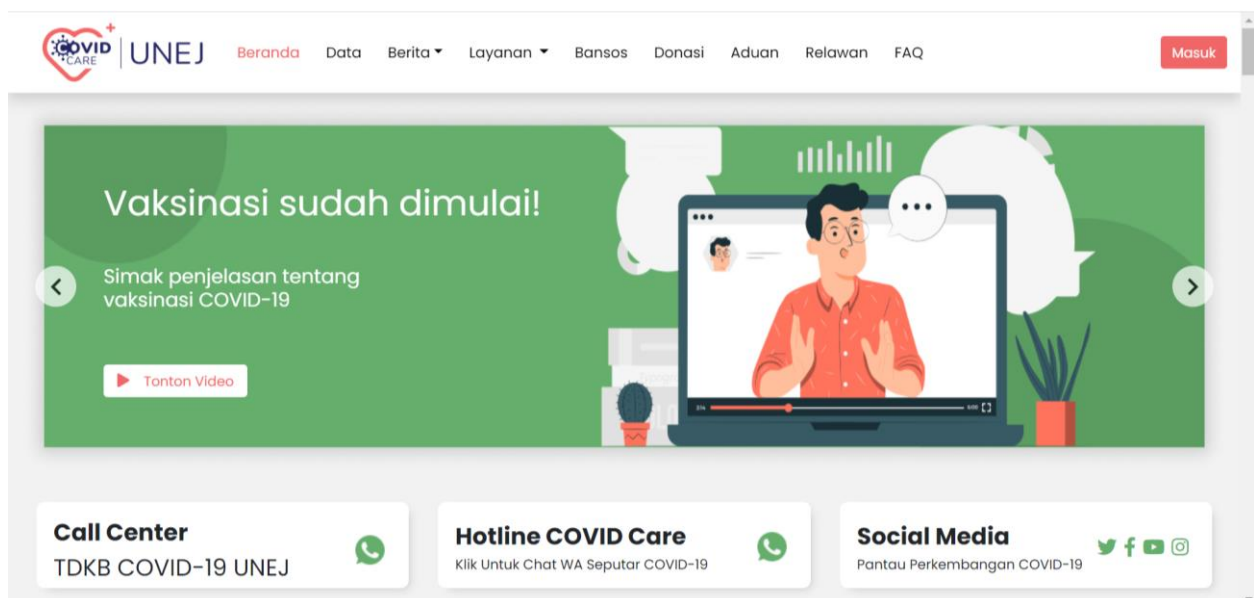 COVID
CARE
UNEJ
Beranda
Data
Berita
Layanan
Bansos
Donasi
Aduan
Relawan
FAQ
Masuk
Vaksinasi sudah dimulai!
Simak penjelasan tentang
vaksinasi COVID-19
Tonton Video
Call Center
TDKB COVID-19 UNEJ
Hotline COVID Care
Klik Untuk Chat WA Seputar COVID-19
Social Media
Pantau Perkembangan COVID-19